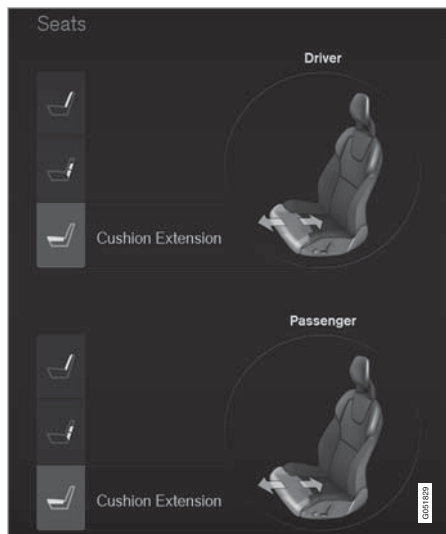 Seats
Driver
Cushion Extension
Passenger
Cushion Extension
G051829